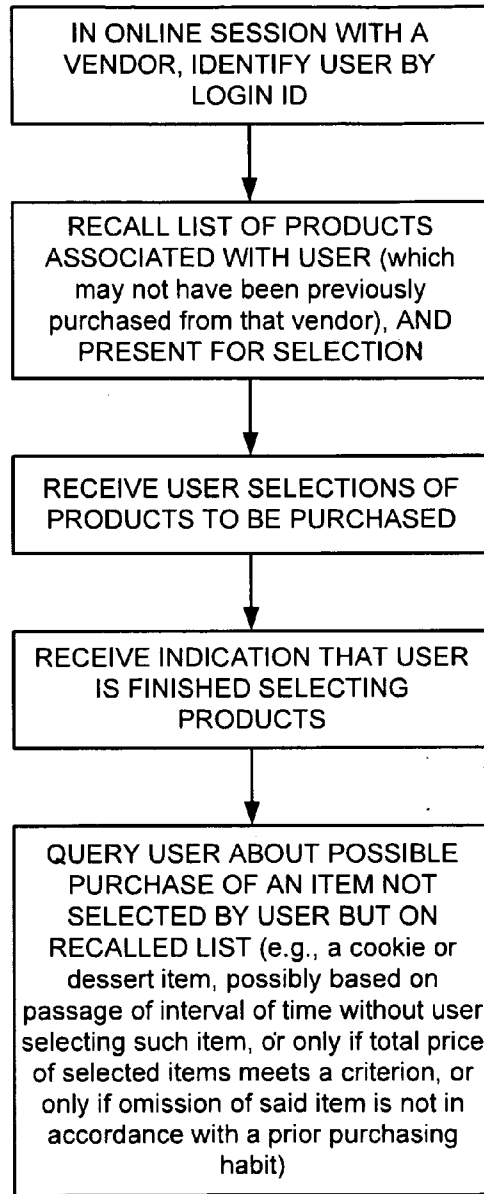 IN ONLINE SESSION WITH A
VENDOR, IDENTIFY USER BY
LOGIN ID
RECALL LIST OF PRODUCTS
ASSOCIATED WITH USER (which
may not have been previously
purchased from that vendor), AND
PRESENT FOR SELECTION
RECEIVE USER SELECTIONS OF
PRODUCTS TO BE PURCHASED
RECEIVE INDICATION THAT USER
IS FINISHED SELECTING
PRODUCTS
QUERY USER ABOUT POSSIBLE
PURCHASE OF AN ITEM NOT
SELECTED BY USER BUT ON
RECALLED LIST (e.g., a cookie or
dessert item, possibly based on
passage of interval of time without user
selecting such item, or only if total price
of selected items meets a criterion, or
only if omission of said item is not in
accordance with a prior purchasing
habit)